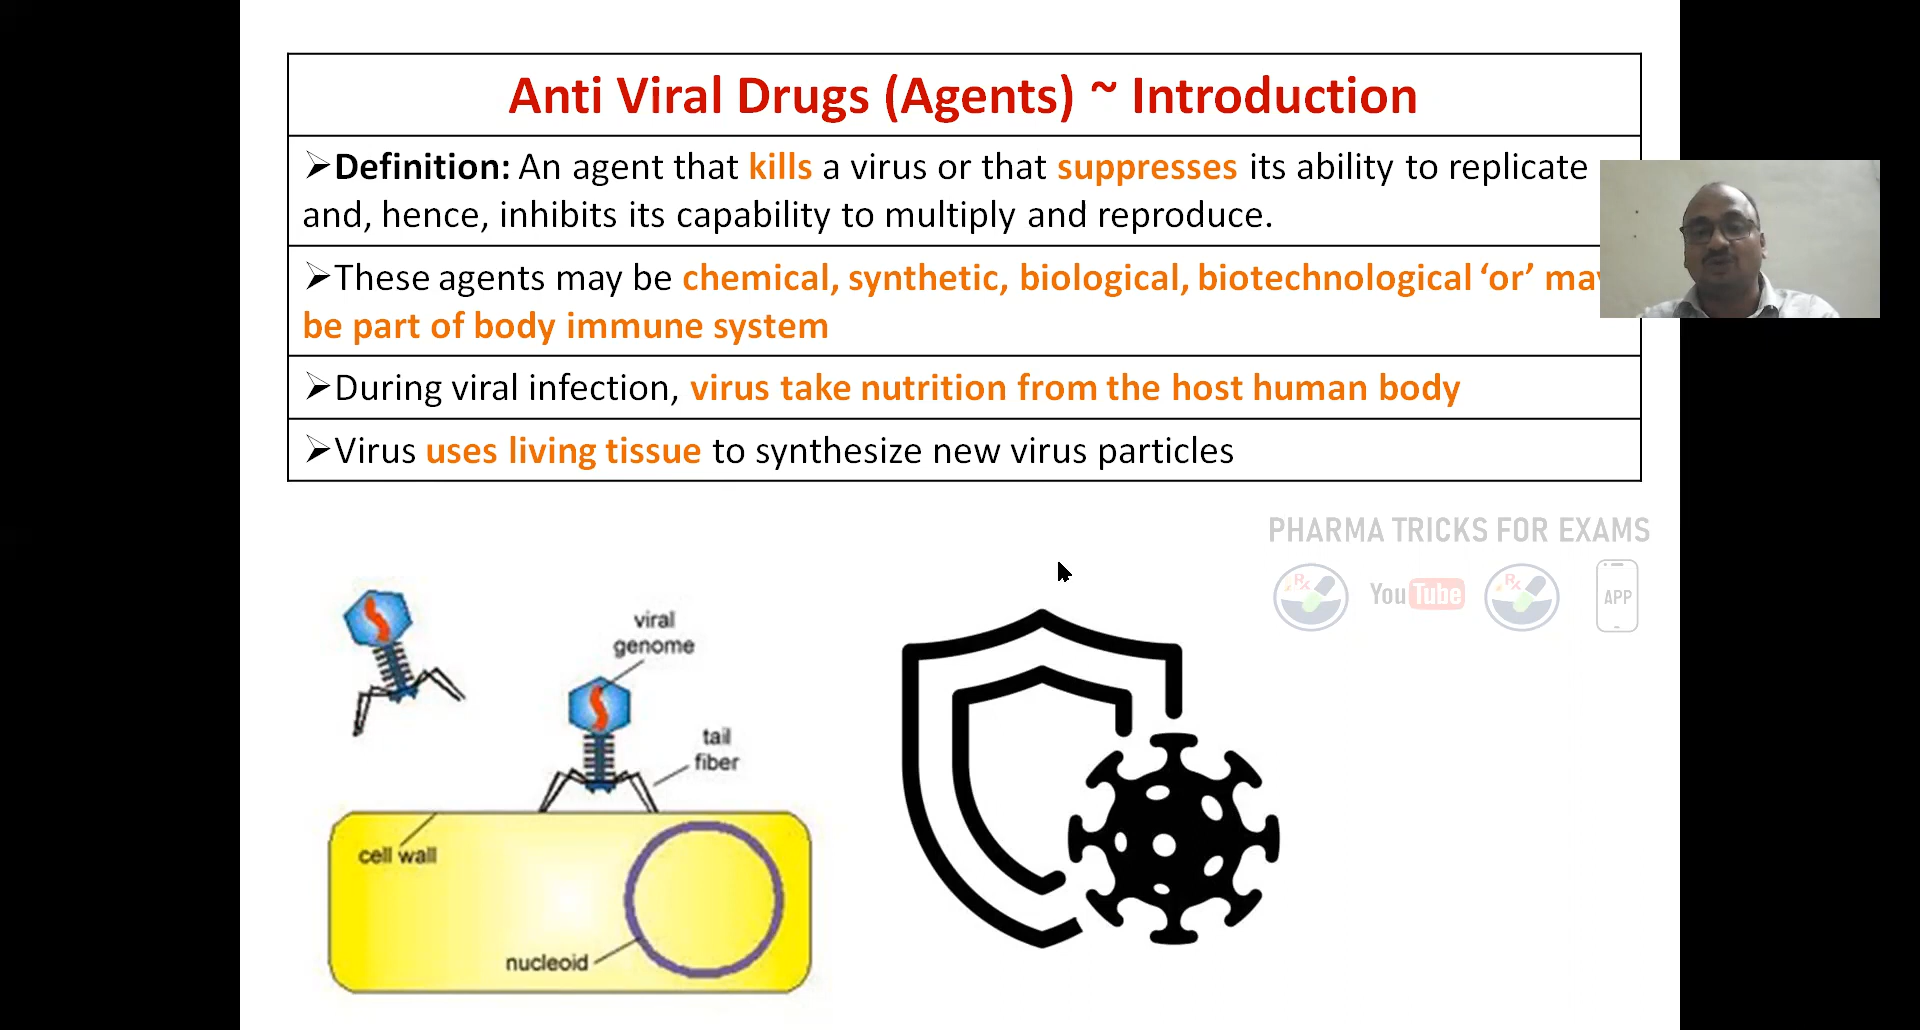 Anti Viral Drugs (Agents) ~ Introduction
➢Definition: An agent that kills a virus or that suppresses its ability to replicate
and, hence, inhibits its capability to multiply and reproduce.
➢These agents may be chemical, synthetic, biological, biotechnological ‘or’ may
be part of body immune system
➢During viral infection, virus take nutrition from the host human body
➢Virus uses living tissue to synthesize new virus particles
PHARMA TRICKS FOR EXAMS
Rx YouTube Rx APP
viral
genome
tail
fiber
cell wall
nucleoid